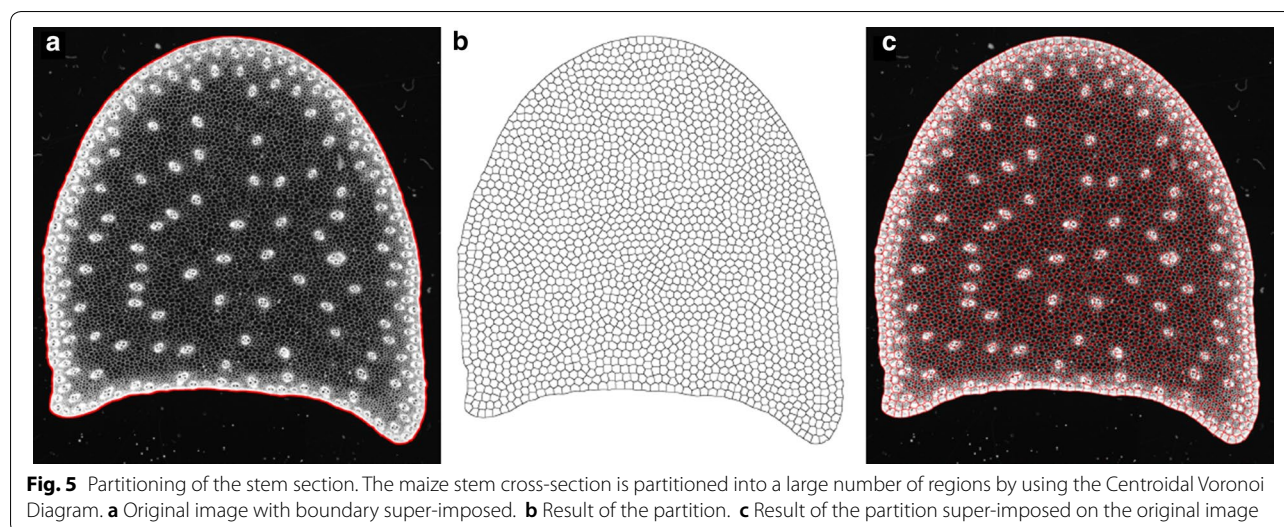 a
b
c
Fig. 5 Partitioning of the stem section. The maize stem cross-section is partitioned into a large number of regions by using the Centroidal Voronoi
Diagram. a Original image with boundary super-imposed. b Result of the partition. c Result of the partition super-imposed on the original image